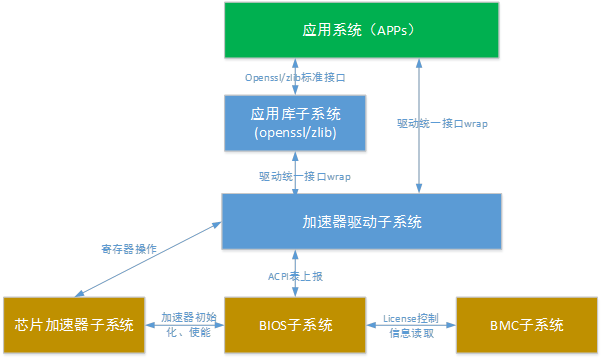 应用系统（APPs）
Openssl/zlib标准接口
应用库子系统
(openssl/zlib)
驱动统一接口wrap
驱动统一接口wrap
加速器驱动子系统
寄存器操作
ACPI表上报
芯片加速器子系统
加速器初始
化、使能
BIOS子系统
License控制
信息读取
BMC子系统